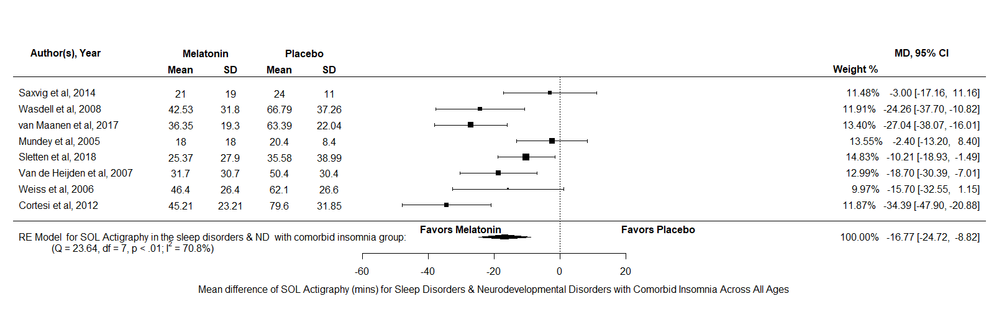 Author(s), Year Melatonin Placebo MD, 95% CI
Mean SD Mean SD Weight %
Saxvig et al, 2014 21 19 24 11 11.48% -3.00 [-17.16, 11.16]
Wasdell et al, 2008 42.53 31.8 66.79 37.26 11.91% -24.26 [-37.70, -10.82]
van Maanen et al, 2017 36.35 19.3 63.39 22.04 13.40% -27.04 [-38.07, -16.01]
Mundey et al, 2005 18 18 20.4 8.4 13.55% -2.40 [-13.20, 8.40]
Sletten et al, 2018 25.37 27.9 35.58 38.99 14.83% -10.21 [-18.93, -1.49]
Van de Heijden et al, 2007 31.7 30.7 50.4 30.4 12.99% -18.70 [-30.39, -7.01]
Weiss et al, 2006 46.4 26.4 62.1 26.6 9.97% -15.70 [-32.55, 1.15]
Cortesi et al, 2012 45.21 23.21 79.6 31.85 11.87% -34.39 [-47.90, -20.88]
Favors Melatonin Favors Placebo
RE Model for SOL Actigraphy in the sleep disorders & ND with comorbid insomnia group: 100.00% -16.77 [-24.72, -8.82]
(Q = 23.64, df = 7, p < .01; I² = 70.8%)
-60 -40 -20 0 20
Mean difference of SOL Actigraphy (mins) for Sleep Disorders & Neurodevelopmental Disorders with Comorbid Insomnia Across All Ages